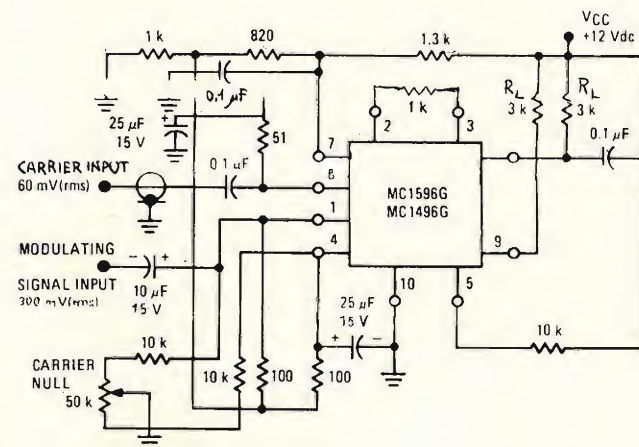 1 k
820
1.3 k
VCC
+12 Vdc
0.1 µF
RL
3 k
RL
3 k
1 k
2
3
25 µF
15 V
+
51
0.1 µF
7
CARRIER INPUT
60 mV(rms)
0.1 µF
8
MC1596G
MC1496G
1
4
9
MODULATING
SIGNAL INPUT
300 mV(rms)
- +
10 µF
15 V
25 µF
15 V
+ -
10
5
10 k
10 k
CARRIER
NULL
50 k
10 k
100
100